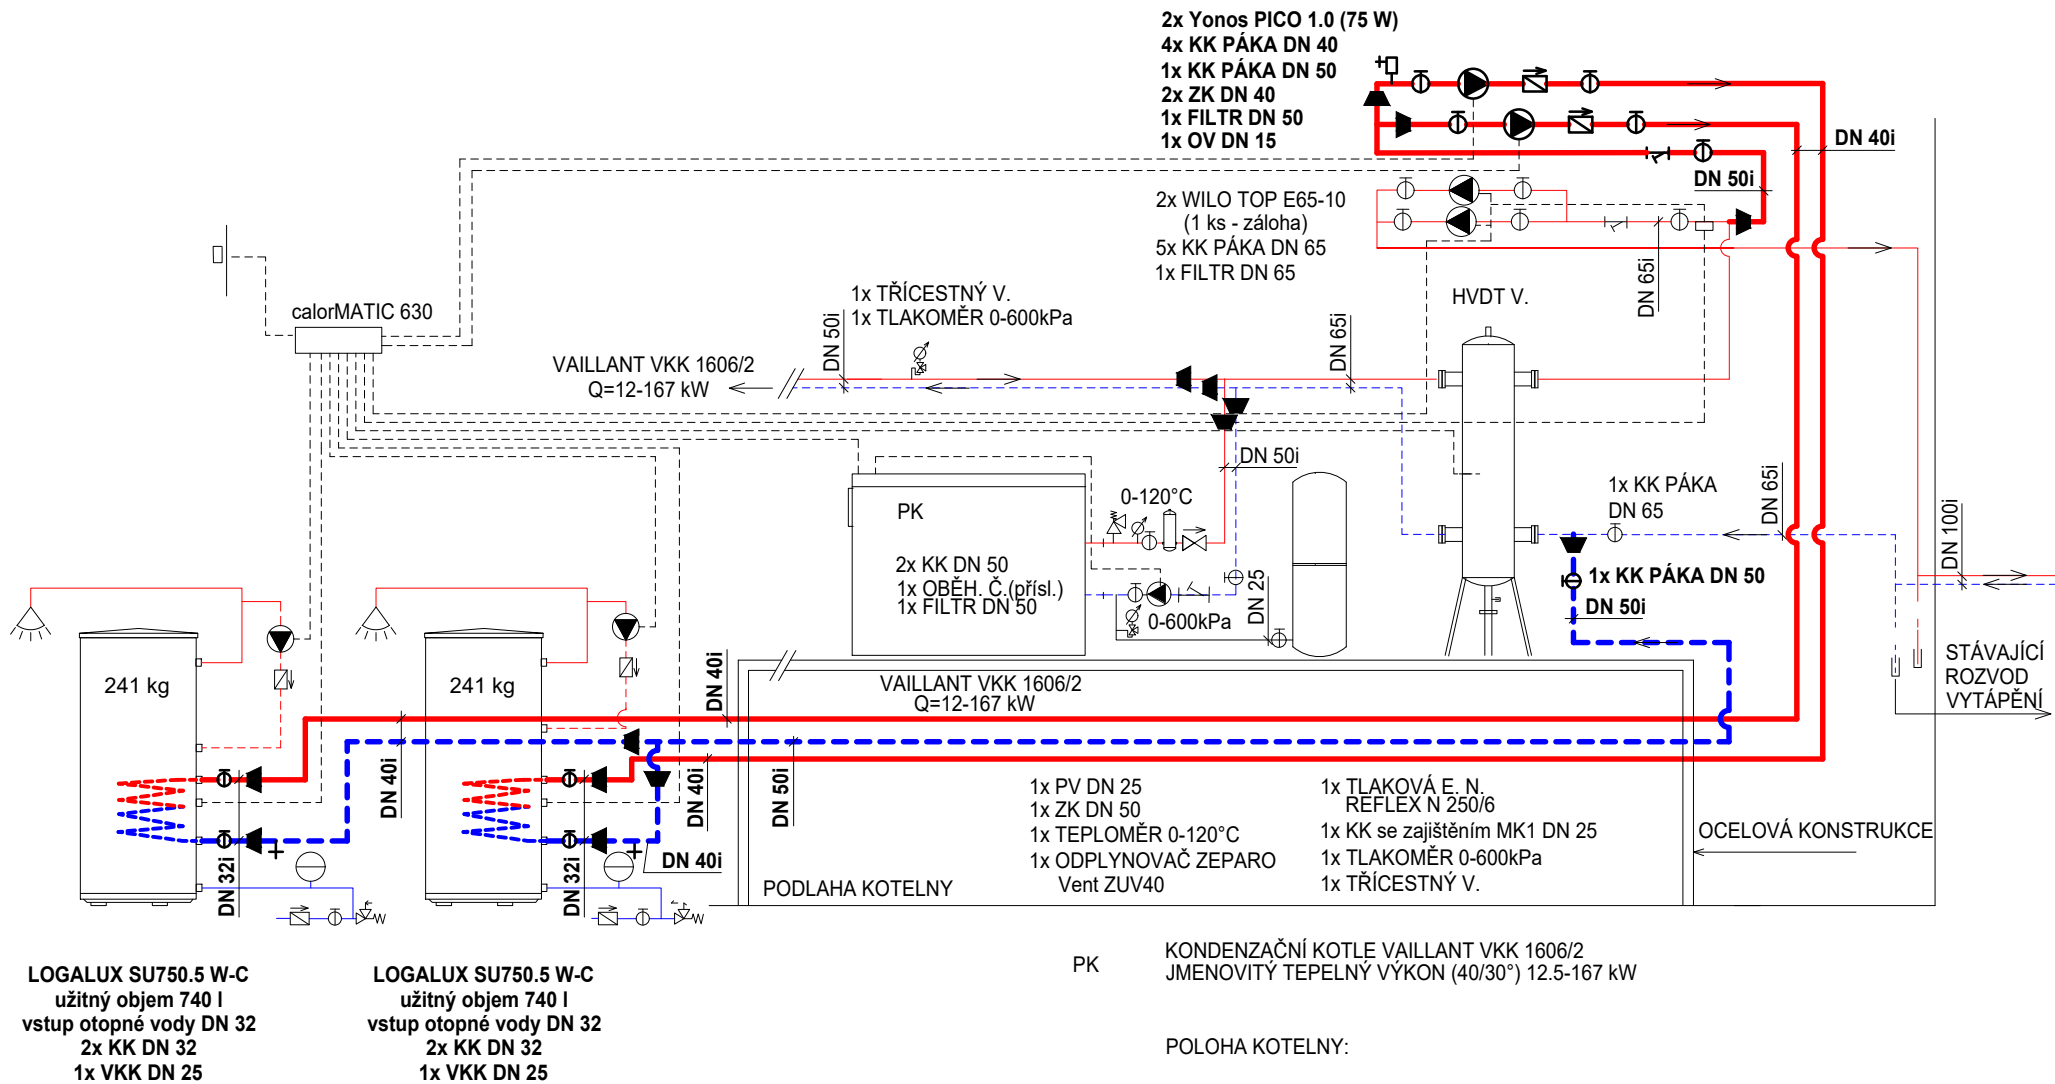 2x Yonos PICO 1.0 (75 W)
4x KK PÁKA DN 40
1x KK PÁKA DN 50
2x ZK DN 40
1x FILTR DN 50
1x OV DN 15
DN 40i
DN 50i
2x WILO TOP E65-10
(1 ks - záloha)
5x KK PÁKA DN 65
1x FILTR DN 65
DN 65i
HVDT V.
calorMATIC 630
1x TŘÍCESTNÝ V.
1x TLAKOMĚR 0-600kPa
DN 50i
DN 65i
VAILLANT VKK 1606/2
Q=12-167 kW
DN 50i
0-120°C
PK
2x KK DN 50
1x OBĚH. Č.(přísl.)
1x FILTR DN 50
0-600kPa
DN 25
1x KK PÁKA
DN 65
DN 65i
DN 100i
1x KK PÁKA DN 50
DN 50i
STÁVAJÍCÍ
ROZVOD
VYTÁPĚNÍ
241 kg
241 kg
DN 40i
VAILLANT VKK 1606/2
Q=12-167 kW
DN 40i
DN 40i
DN 50i
DN 32i
DN 32i
DN 40i
1x PV DN 25
1x ZK DN 50
1x TEPLOMĚR 0-120°C
1x ODPLYNOVAČ ZEPARO
Vent ZUV40
1x TLAKOVÁ E. N.
REFLEX N 250/6
1x KK se zajištěním MK1 DN 25
1x TLAKOMĚR 0-600kPa
1x TŘÍCESTNÝ V.
OCELOVÁ KONSTRUKCE
PODLAHA KOTELNY
LOGALUX SU750.5 W-C
užitný objem 740 l
vstup otopné vody DN 32
2x KK DN 32
1x VKK DN 25
LOGALUX SU750.5 W-C
užitný objem 740 l
vstup otopné vody DN 32
2x KK DN 32
1x VKK DN 25
PK
KONDENZAČNÍ KOTLE VAILLANT VKK 1606/2
JMENOVITÝ TEPELNÝ VÝKON (40/30°) 12.5-167 kW
POLOHA KOTELNY: